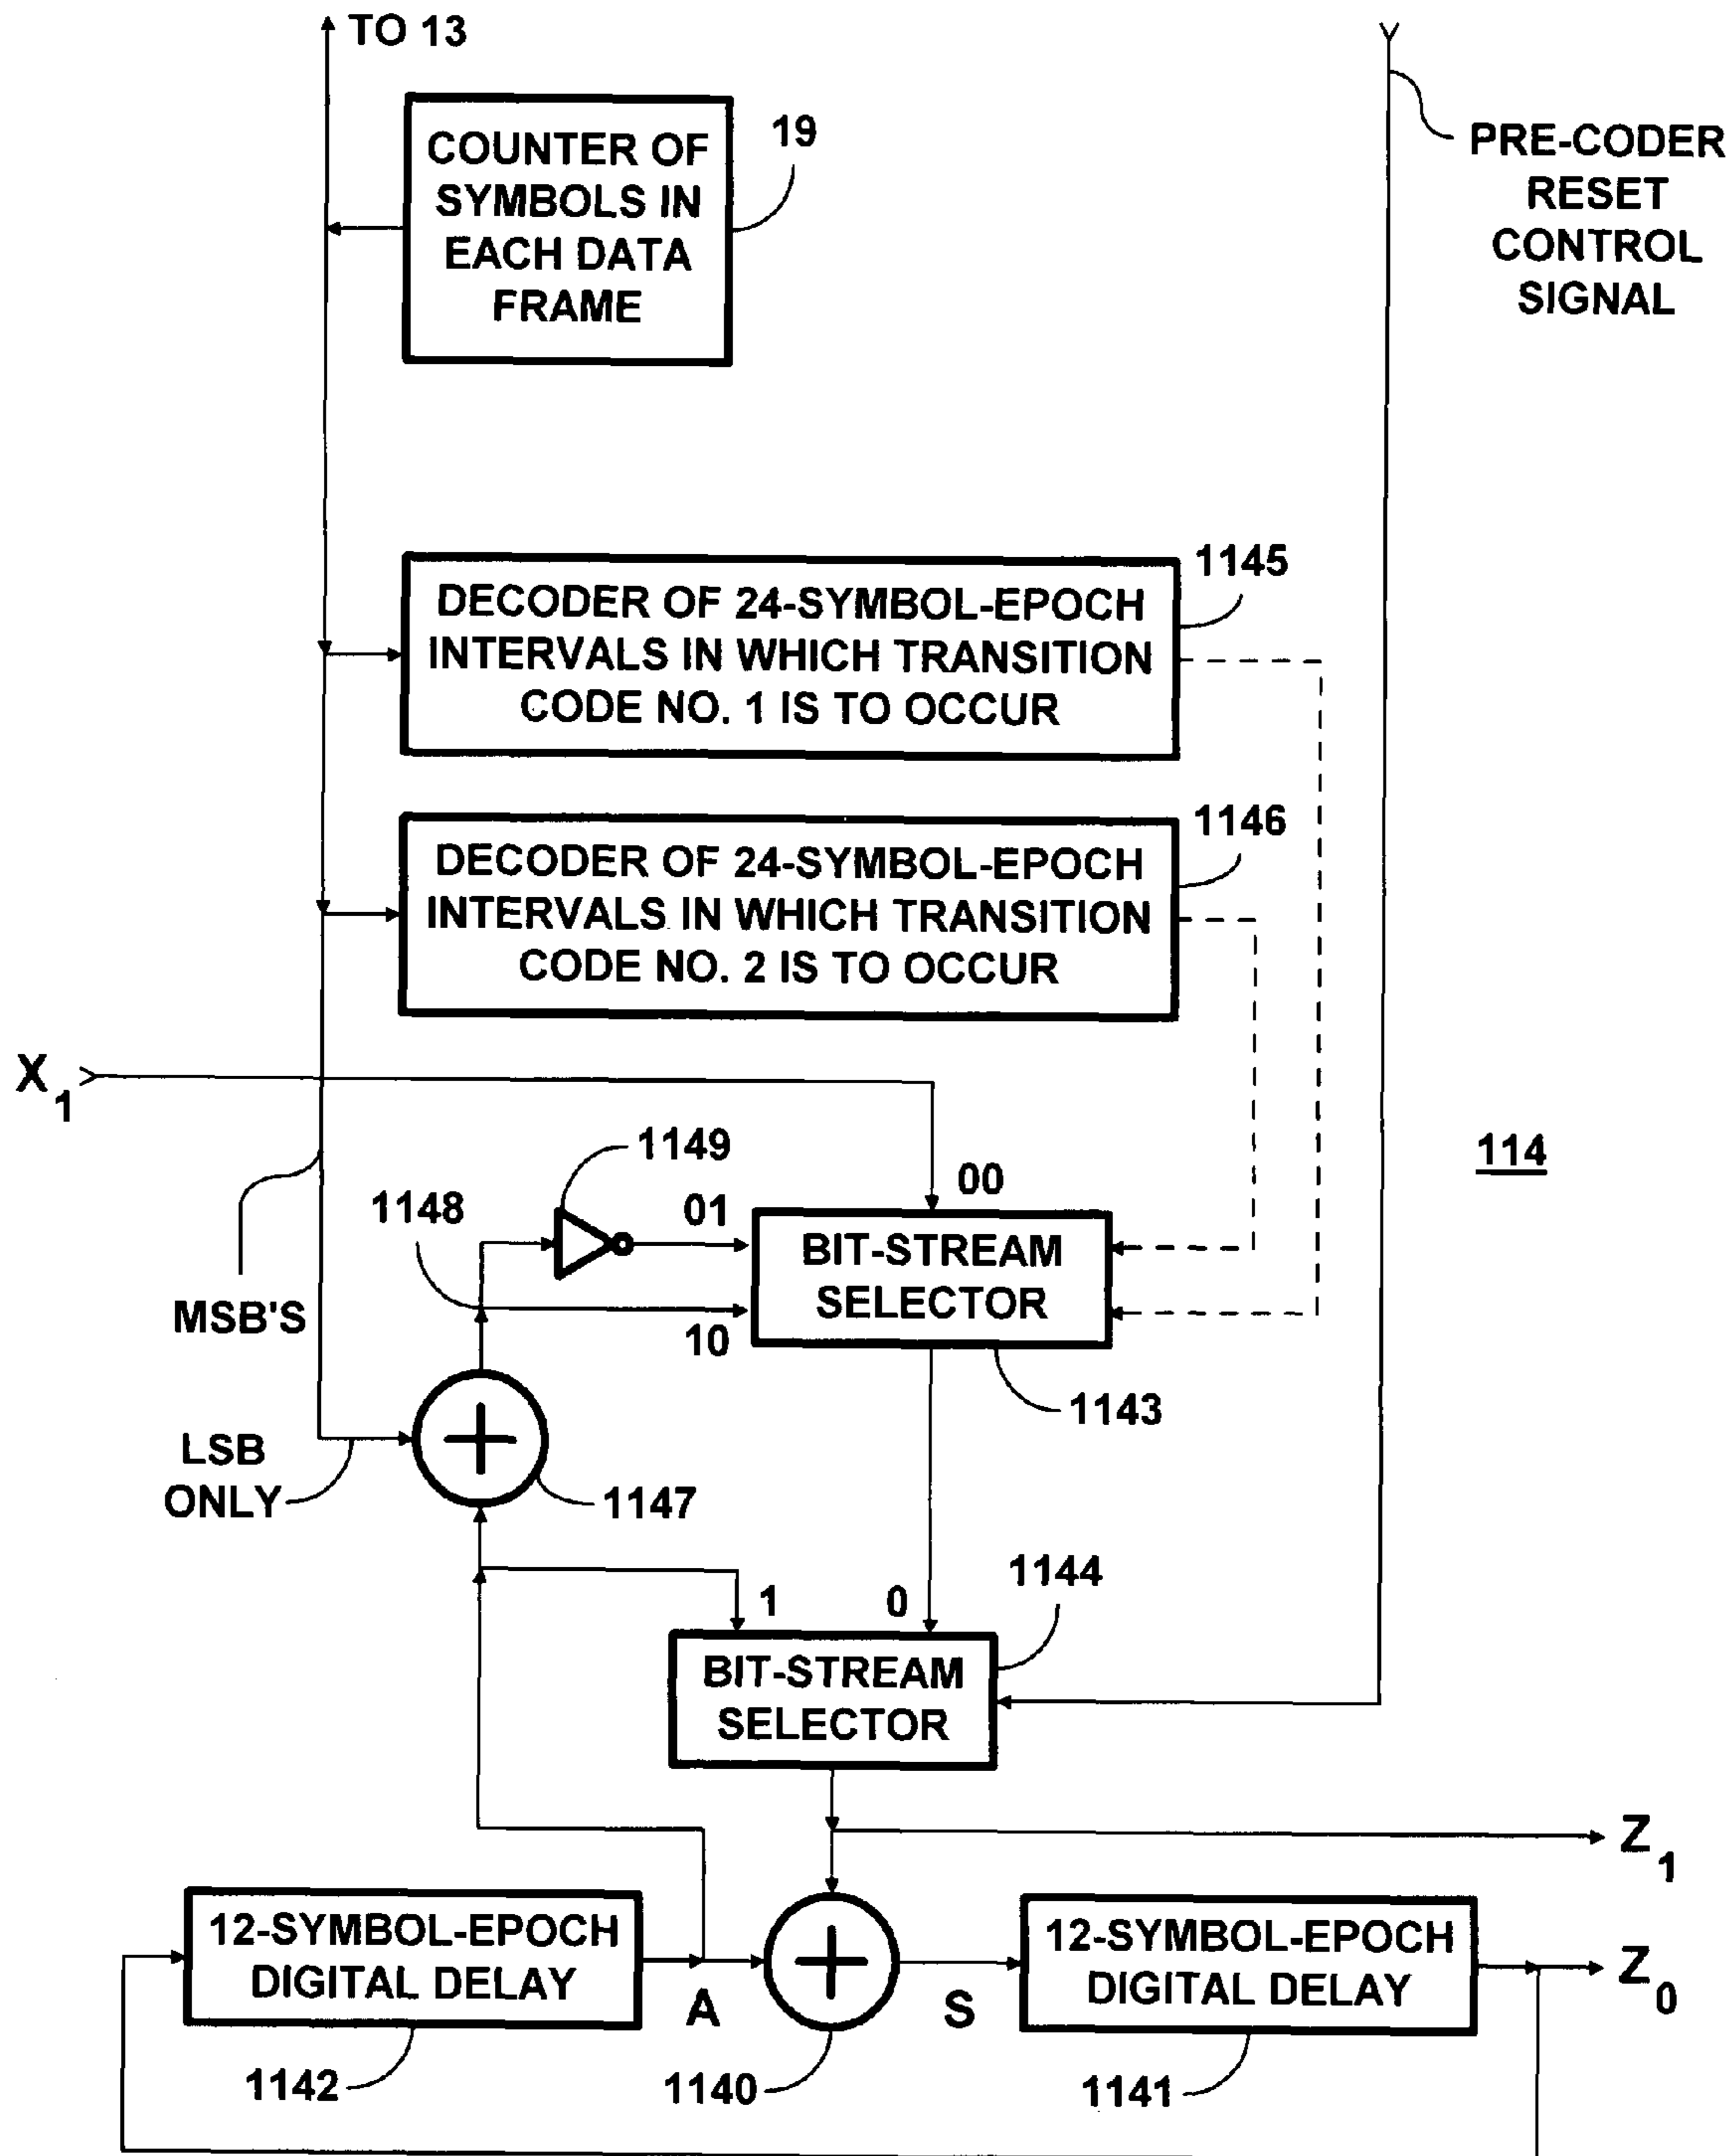 TO 13
COUNTER OF
SYMBOLS IN
EACH DATA
FRAME
19
PRE-CODER
RESET
CONTROL
SIGNAL
1145
DECODER OF 24-SYMBOL-EPOCH
INTERVALS IN WHICH TRANSITION
CODE NO. 1 IS TO OCCUR
1146
DECODER OF 24-SYMBOL-EPOCH
INTERVALS IN WHICH TRANSITION
CODE NO. 2 IS TO OCCUR
X1
1149
114
1148
01
00
BIT-STREAM
SELECTOR
MSB'S
10
1143
LSB
ONLY
1147
1144
1
0
BIT-STREAM
SELECTOR
Z1
12-SYMBOL-EPOCH
DIGITAL DELAY
A
S
12-SYMBOL-EPOCH
DIGITAL DELAY
Z0
1142
1140
1141